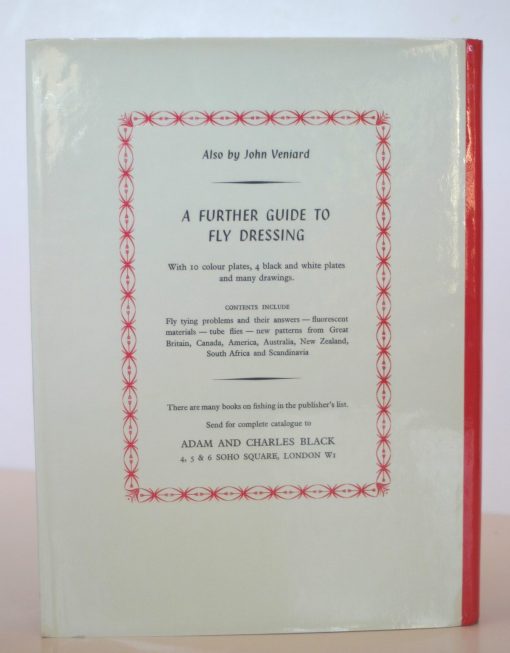 Also by John Veniard
A FURTHER GUIDE TO
FLY DRESSING
With 10 colour plates, 4 black and white plates
and many drawings.
CONTENTS INCLUDE
Fly tying problems and their answers — fluorescent
materials — tube flies — new patterns from Great
Britain, Canada, America, Australia, New Zealand,
South Africa and Scandinavia
There are many books on fishing in the publisher's list.
Send for complete catalogue to
ADAM AND CHARLES BLACK
4, 5 & 6 SOHO SQUARE, LONDON W1